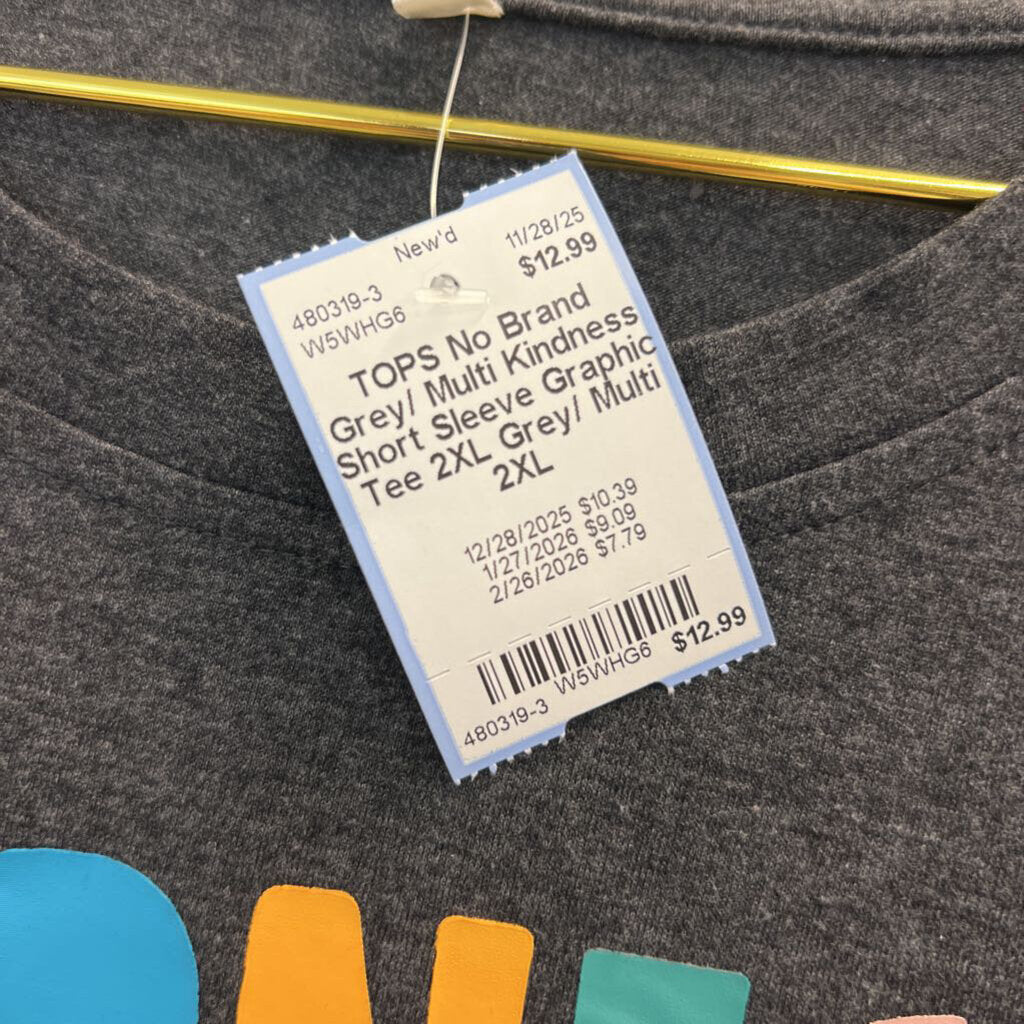 New'd
11/28/25
480319-3
$12.99
W5WHG6
TOPS No Brand
Grey/ Multi Kindness
Short Sleeve Graphic
Tee 2XL Grey/ Multi
2XL
12/28/2025 $10.39
1/27/2026 $9.09
2/26/2026 $7.79
480319-3 W5WHG6 $12.99